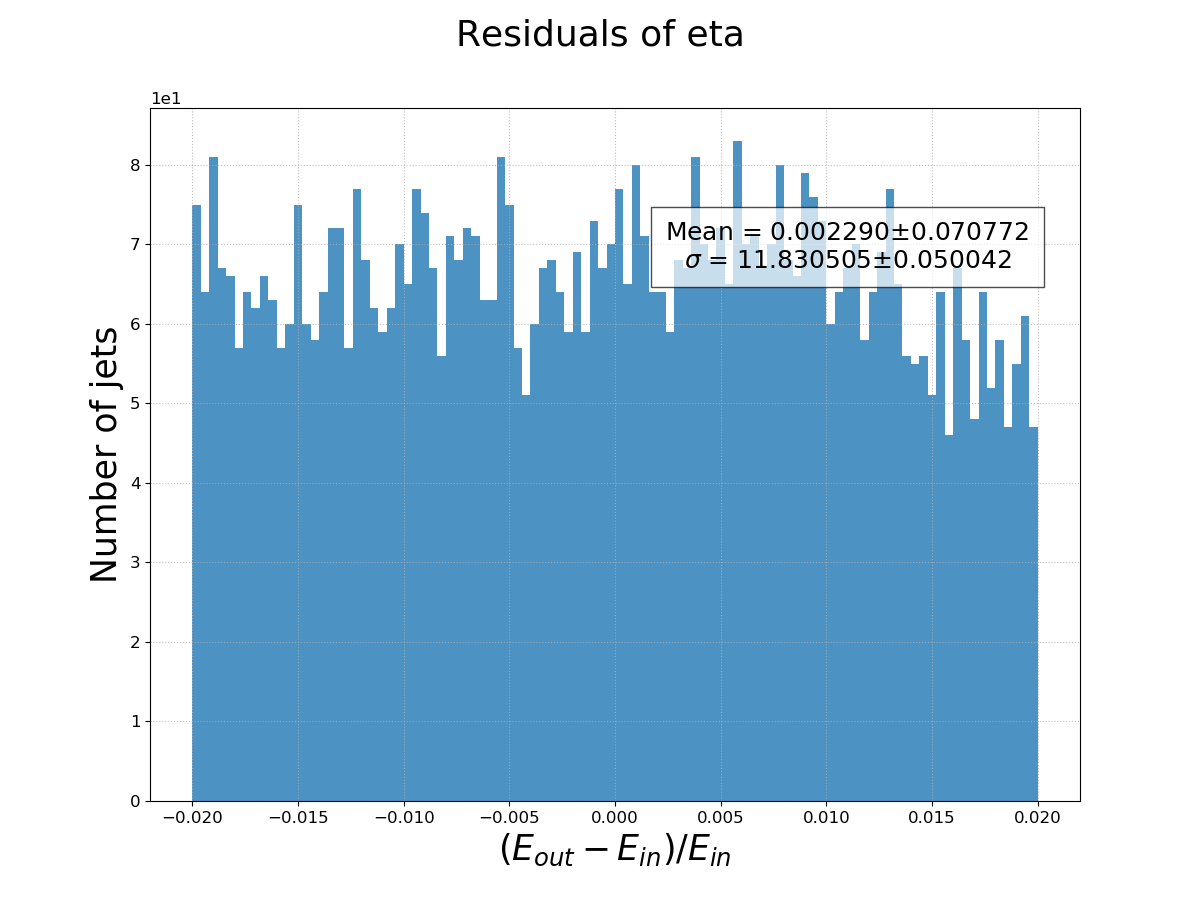 Residuals of eta
1e1
8
7
6
5
4
3
2
1
0
Number of jets
Mean = 0.002290±0.070772
σ = 11.830505±0.050042
−0.020 −0.015 −0.010 −0.005 0.000 0.005 0.010 0.015 0.020
(E_out − E_in)/E_in